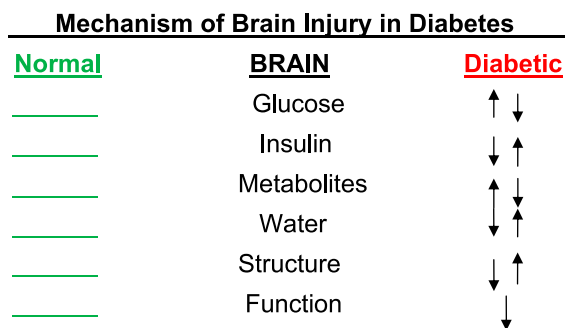 Mechanism of Brain Injury in Diabetes
Normal BRAIN Diabetic
Glucose
Insulin
Metabolites
Water
Structure
Function